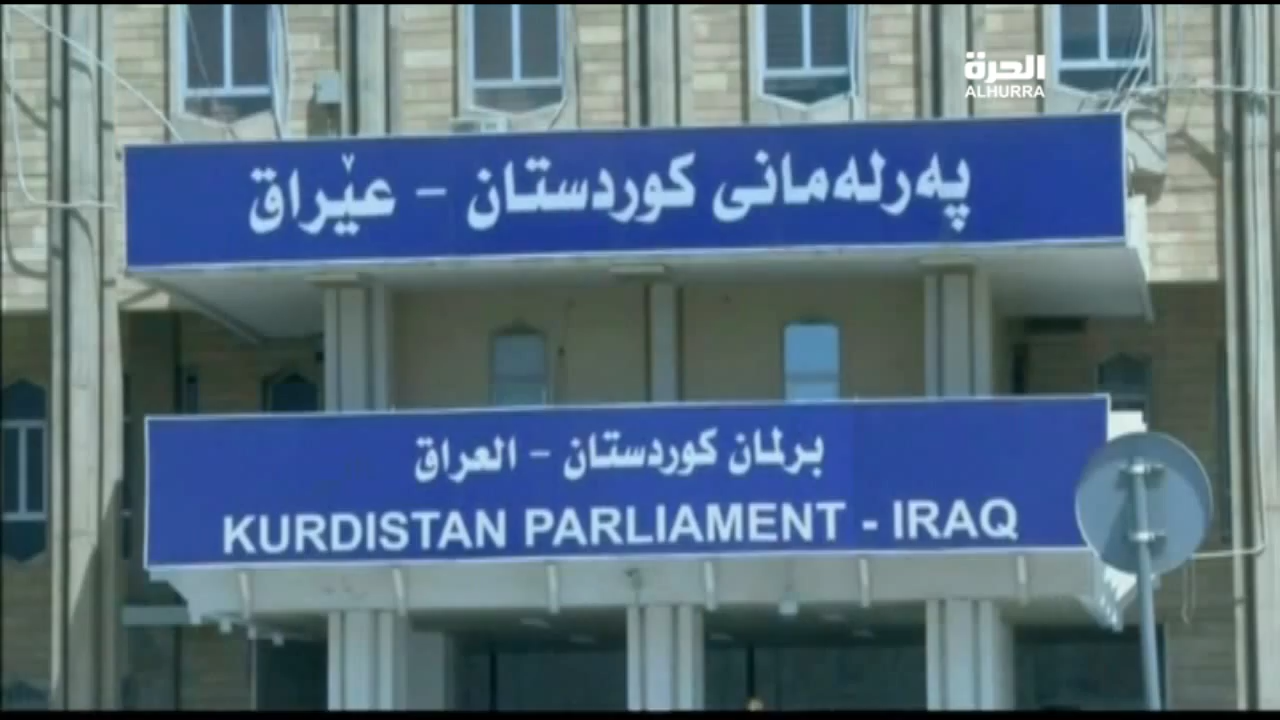 الحرة
ALHURRA
پەرلەمانی کوردستان - عێراق
برلمان كوردستان - العراق
KURDISTAN PARLIAMENT - IRAQ